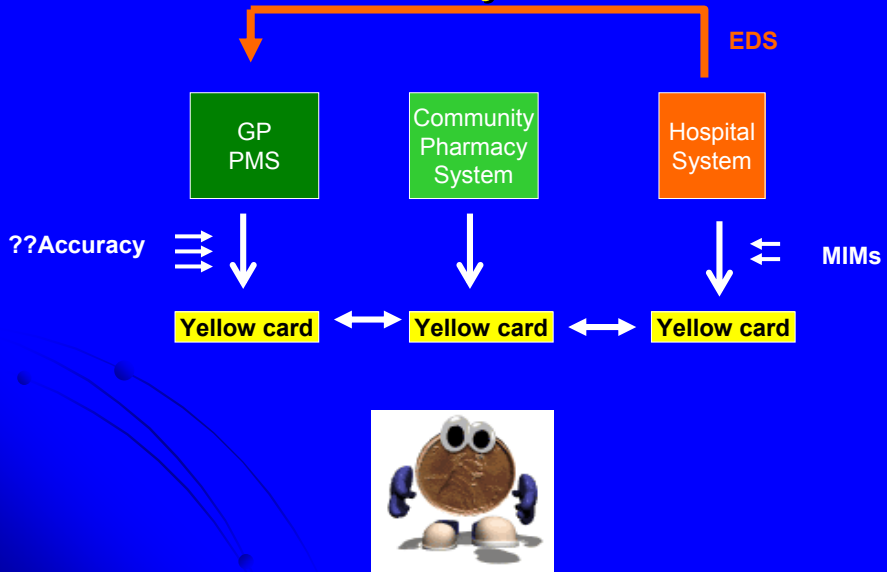 EDS
GP
PMS
Community
Pharmacy
System
Hospital
System
??Accuracy
MIMs
Yellow card
Yellow card
Yellow card